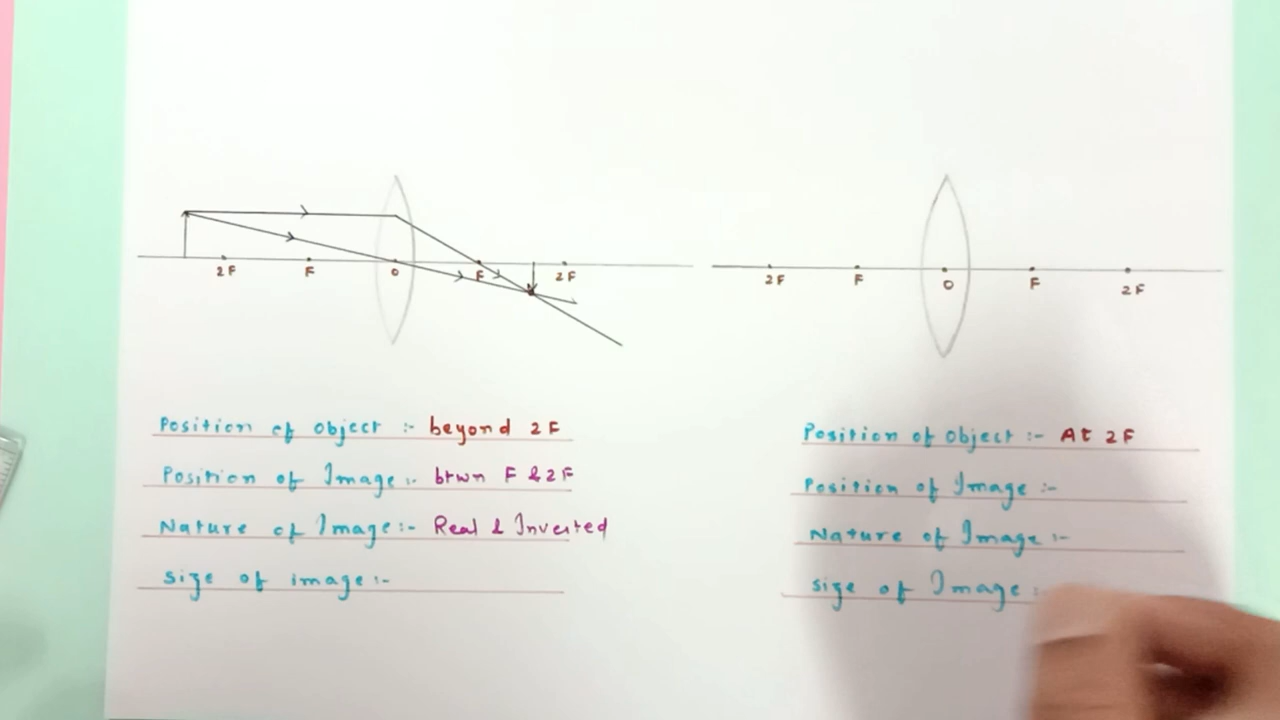 2F F O F 2F
2F F O F 2F
Position of object :- beyond 2F
Position of Image :- btwn F & 2F
Nature of Image:- Real & Inverted
size of image :-
Position of Object :- At 2F
Position of Image :-
Nature of Image :-
size of Image :